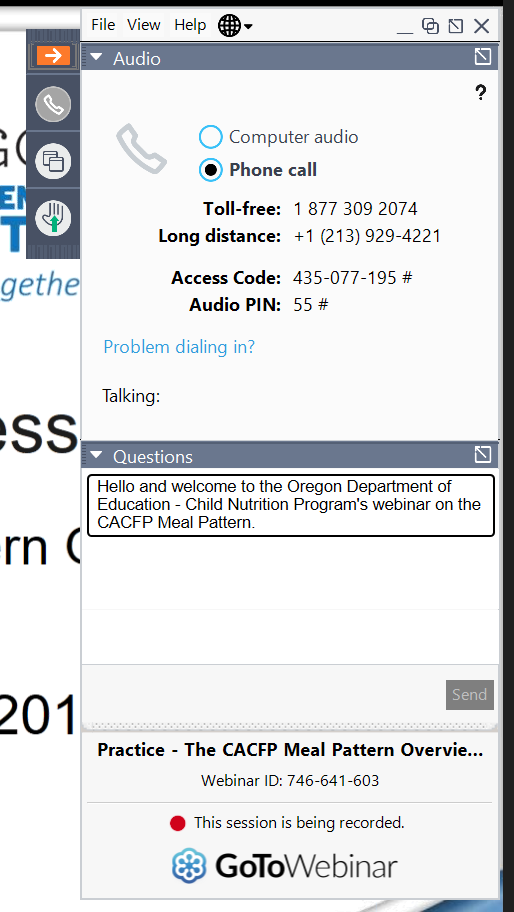 File View Help
Audio
?
Computer audio
Phone call
Toll-free: 1 877 309 2074
Long distance: +1 (213) 929-4221
Access Code: 435-077-195 #
Audio PIN: 55 #
Problem dialing in?
Talking:
Questions
Hello and welcome to the Oregon Department of
Education - Child Nutrition Program's webinar on the
CACFP Meal Pattern.
Send
Practice - The CACFP Meal Pattern Overvie...
Webinar ID: 746-641-603
This session is being recorded.
GoToWebinar
gethe
ess
ern
201